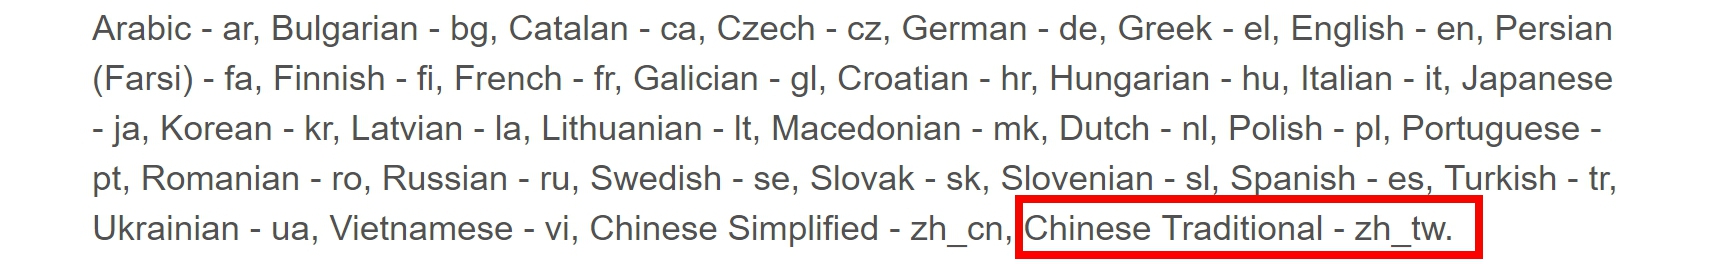 Arabic - ar, Bulgarian - bg, Catalan - ca, Czech - cz, German - de, Greek - el, English - en, Persian
(Farsi) - fa, Finnish - fi, French - fr, Galician - gl, Croatian - hr, Hungarian - hu, Italian - it, Japanese
- ja, Korean - kr, Latvian - la, Lithuanian - lt, Macedonian - mk, Dutch - nl, Polish - pl, Portuguese -
pt, Romanian - ro, Russian - ru, Swedish - se, Slovak - sk, Slovenian - sl, Spanish - es, Turkish - tr,
Ukrainian - ua, Vietnamese - vi, Chinese Simplified - zh_cn, Chinese Traditional - zh_tw.